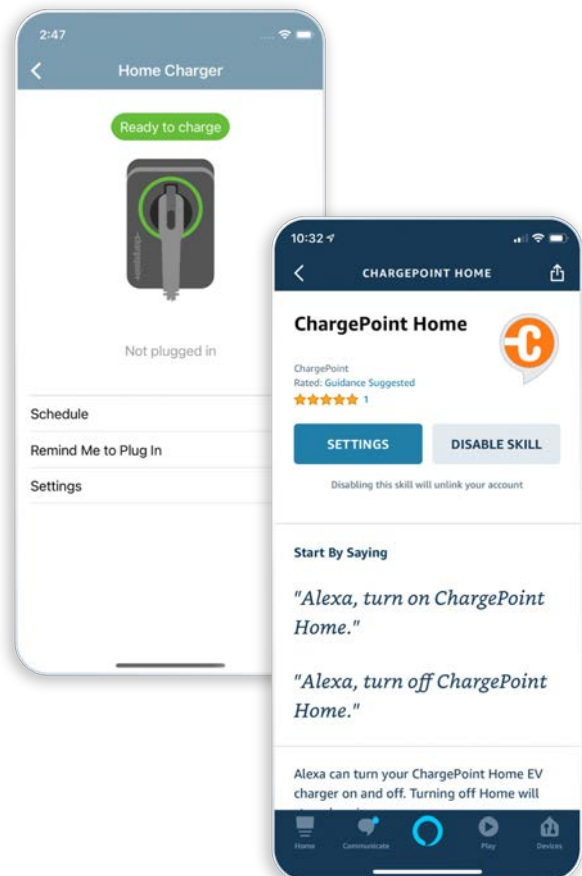 2:47
Home Charger
Ready to charge
-chargepoin+
Not plugged in
Schedule
Remind Me to Plug In
Settings
10:32
CHARGEPOINT HOME
ChargePoint Home
ChargePoint
Rated: Guidance Suggested
1
SETTINGS
DISABLE SKILL
Disabling this skill will unlink your account
Start By Saying
"Alexa, turn on ChargePoint
Home."
"Alexa, turn off ChargePoint
Home."
Alexa can turn your ChargePoint Home EV
charger on and off. Turning off Home will
Home
Communicate
Play
Devices